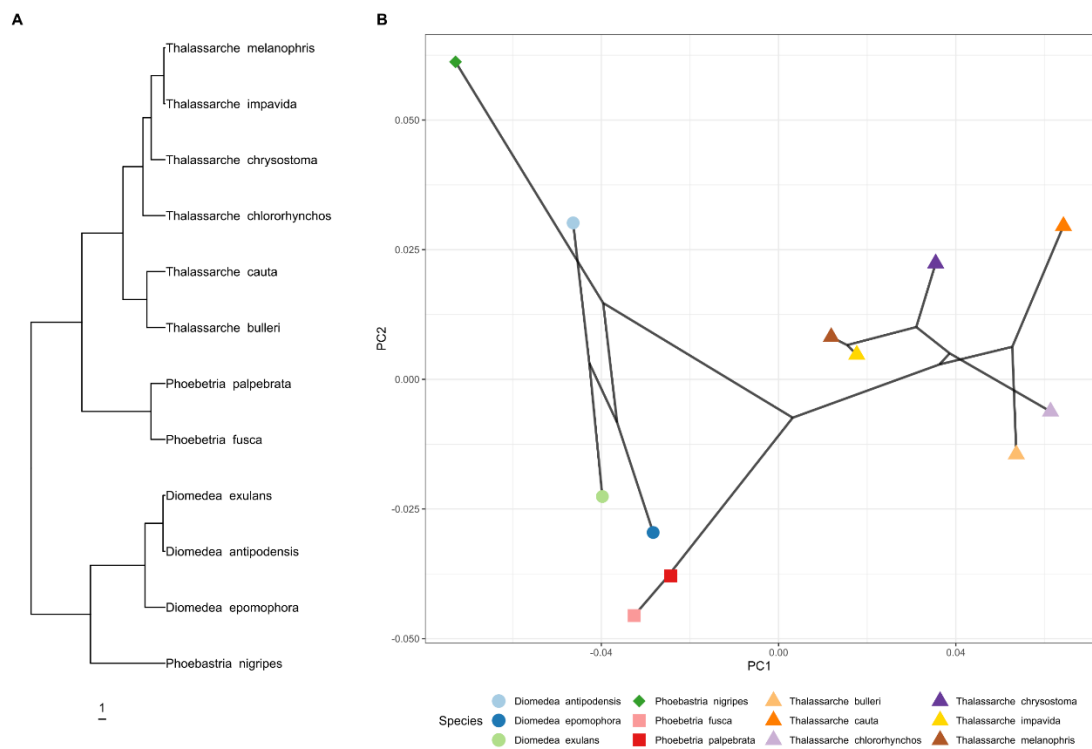 A
Thalassarche melanophris
Thalassarche impavida
Thalassarche chrysostoma
Thalassarche chlororhynchos
Thalassarche cauta
Thalassarche bulleri
Phoebetria palpebrata
Phoebetria fusca
Diomedea exulans
Diomedea antipodensis
Diomedea epomophora
Phoebastria nigripes
1
B
PC2
0.050
0.025
0.000
-0.025
-0.050
-0.04
0.00
0.04
PC1
Species
Diomedea antipodensis
Diomedea epomophora
Diomedea exulans
Phoebastria nigripes
Phoebetria fusca
Phoebetria palpebrata
Thalassarche bulleri
Thalassarche cauta
Thalassarche chlororhynchos
Thalassarche chrysostoma
Thalassarche impavida
Thalassarche melanophris